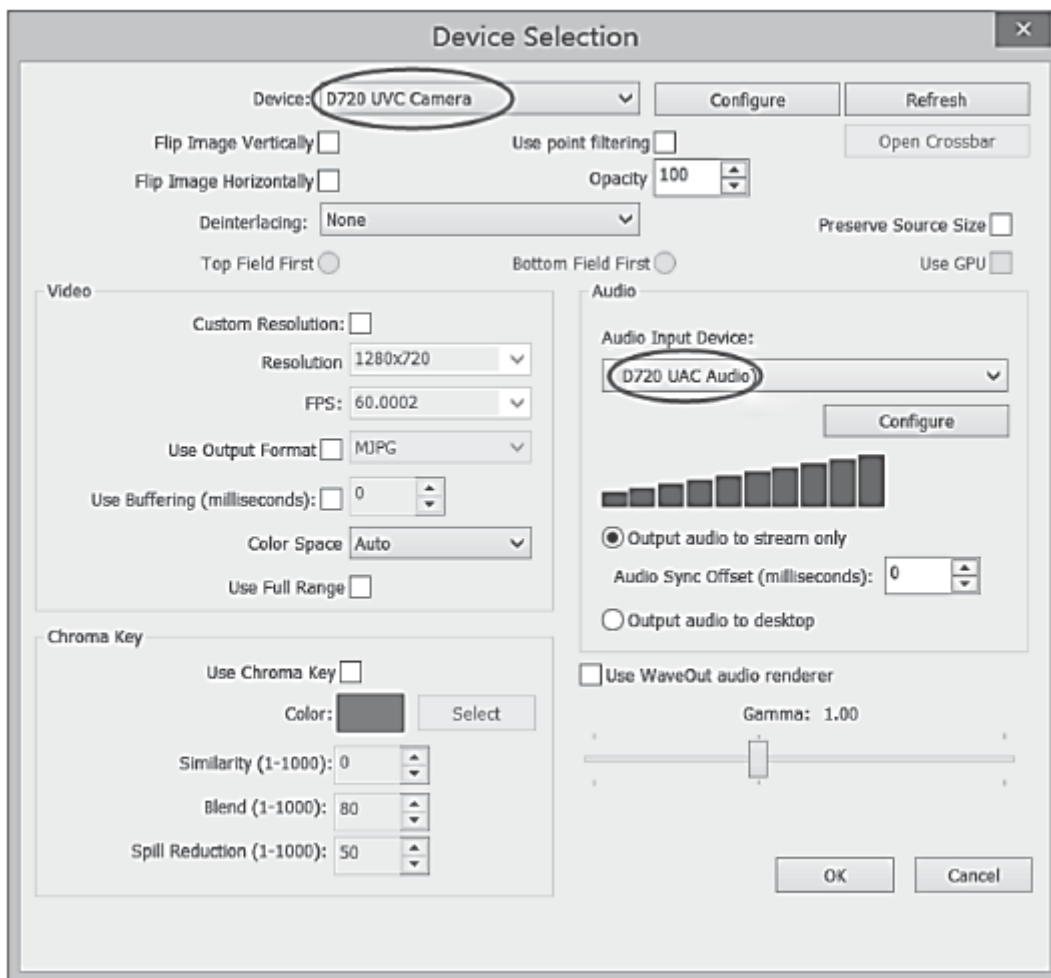 Device Selection
Device: D720 UVC Camera Configure Refresh
Flip Image Vertically Use point filtering Open Crossbar
Flip Image Horizontally Opacity 100
Deinterlacing: None Preserve Source Size
Top Field First Bottom Field First Use GPU
Video
Custom Resolution:
Resolution 1280x720
FPS: 60.0002
Use Output Format MJPG
Use Buffering (milliseconds): 0
Color Space Auto
Use Full Range
Audio
Audio Input Device:
D720 UAC Audio
Configure
Output audio to stream only
Audio Sync Offset (milliseconds): 0
Output audio to desktop
Chroma Key
Use Chroma Key
Color: Select
Similarity (1-1000): 0
Blend (1-1000): 80
Spill Reduction (1-1000): 50
Use WaveOut audio renderer
Gamma: 1.00
OK Cancel